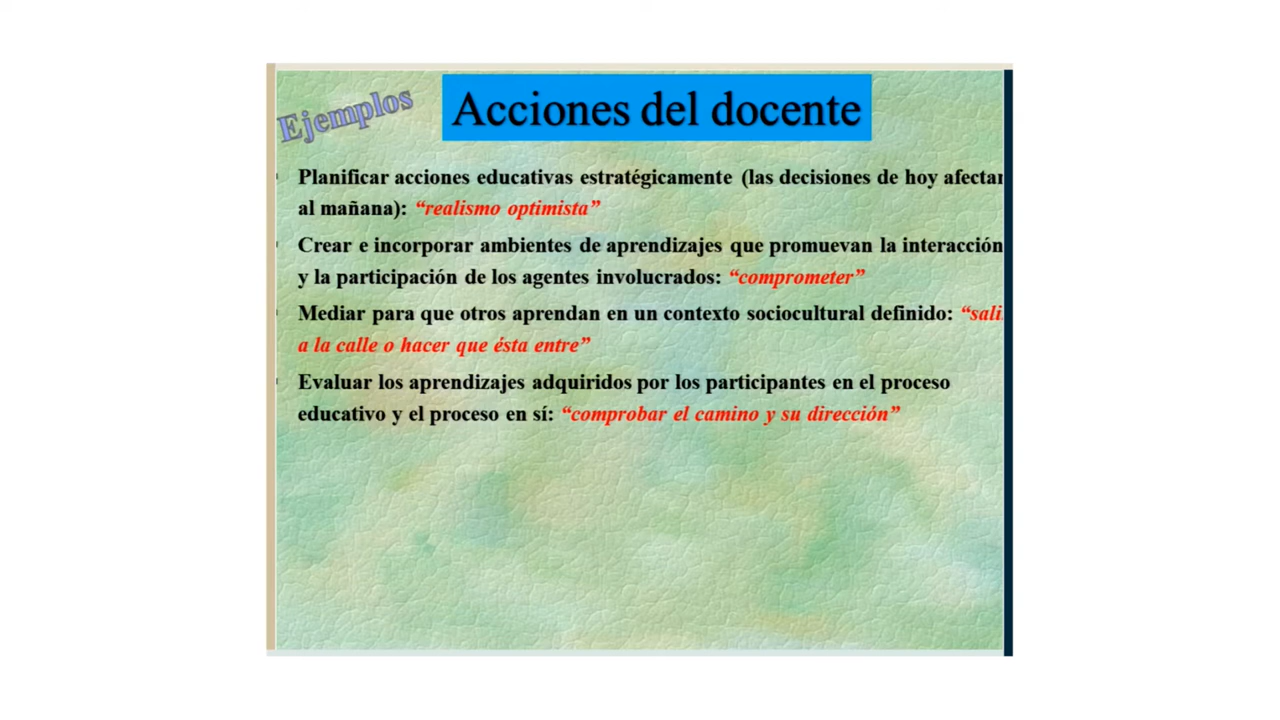 Ejemplos
Acciones del docente
Planificar acciones educativas estratégicamente (las decisiones de hoy
al mañana): “realismo optimista”
Crear e incorporar ambientes de aprendizajes que promuevan la interacción
y la participación de los agentes involucrados: “comprometer”
Mediar para que otros aprendan en un contexto sociocultural definido:
a la calle o hacer que ésta entre”
Evaluar los aprendizajes adquiridos por los participantes en el proceso
educativo y el proceso en sí: “comprobar el camino y su dirección”